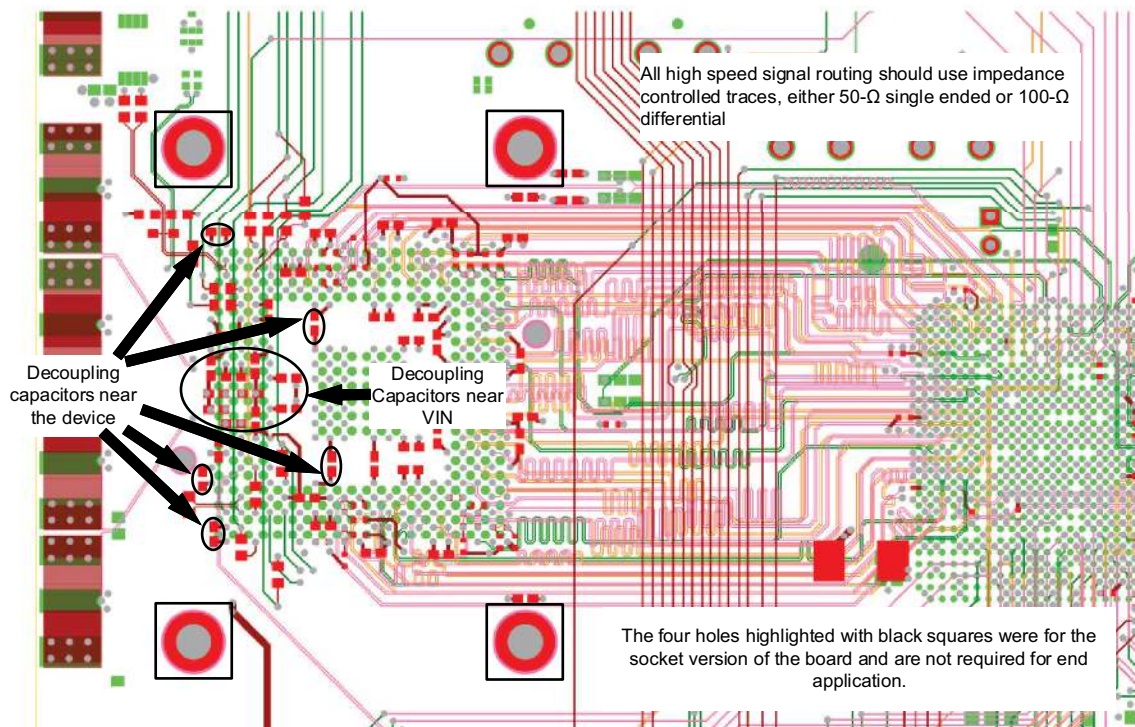 All high speed signal routing should use impedance
controlled traces, either 50-Ω single ended or 100-Ω
differential
Decoupling
capacitors near
the device
Decoupling
Capacitors near
VIN
The four holes highlighted with black squares were for the
socket version of the board and are not required for end
application.